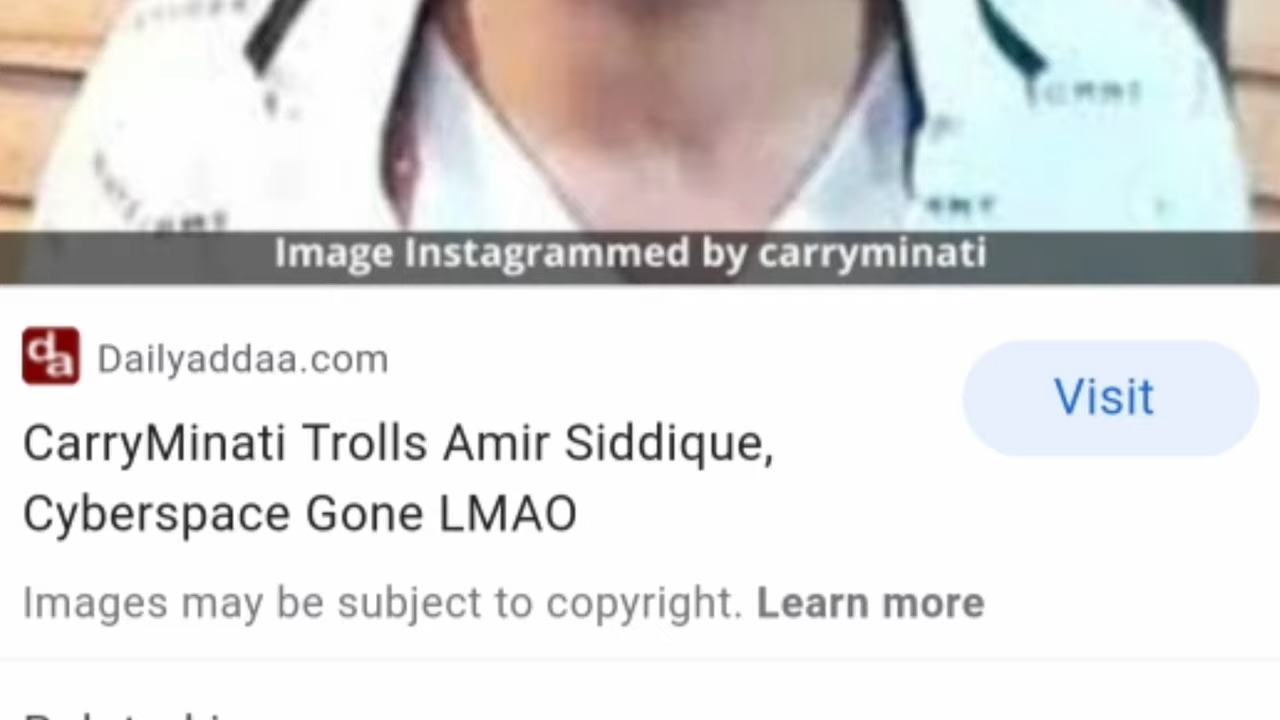 Image Instagrammed by carryminati
da
Dailyaddaa.com
Visit
CarryMinati Trolls Amir Siddique,
Cyberspace Gone LMAO
Images may be subject to copyright. Learn more